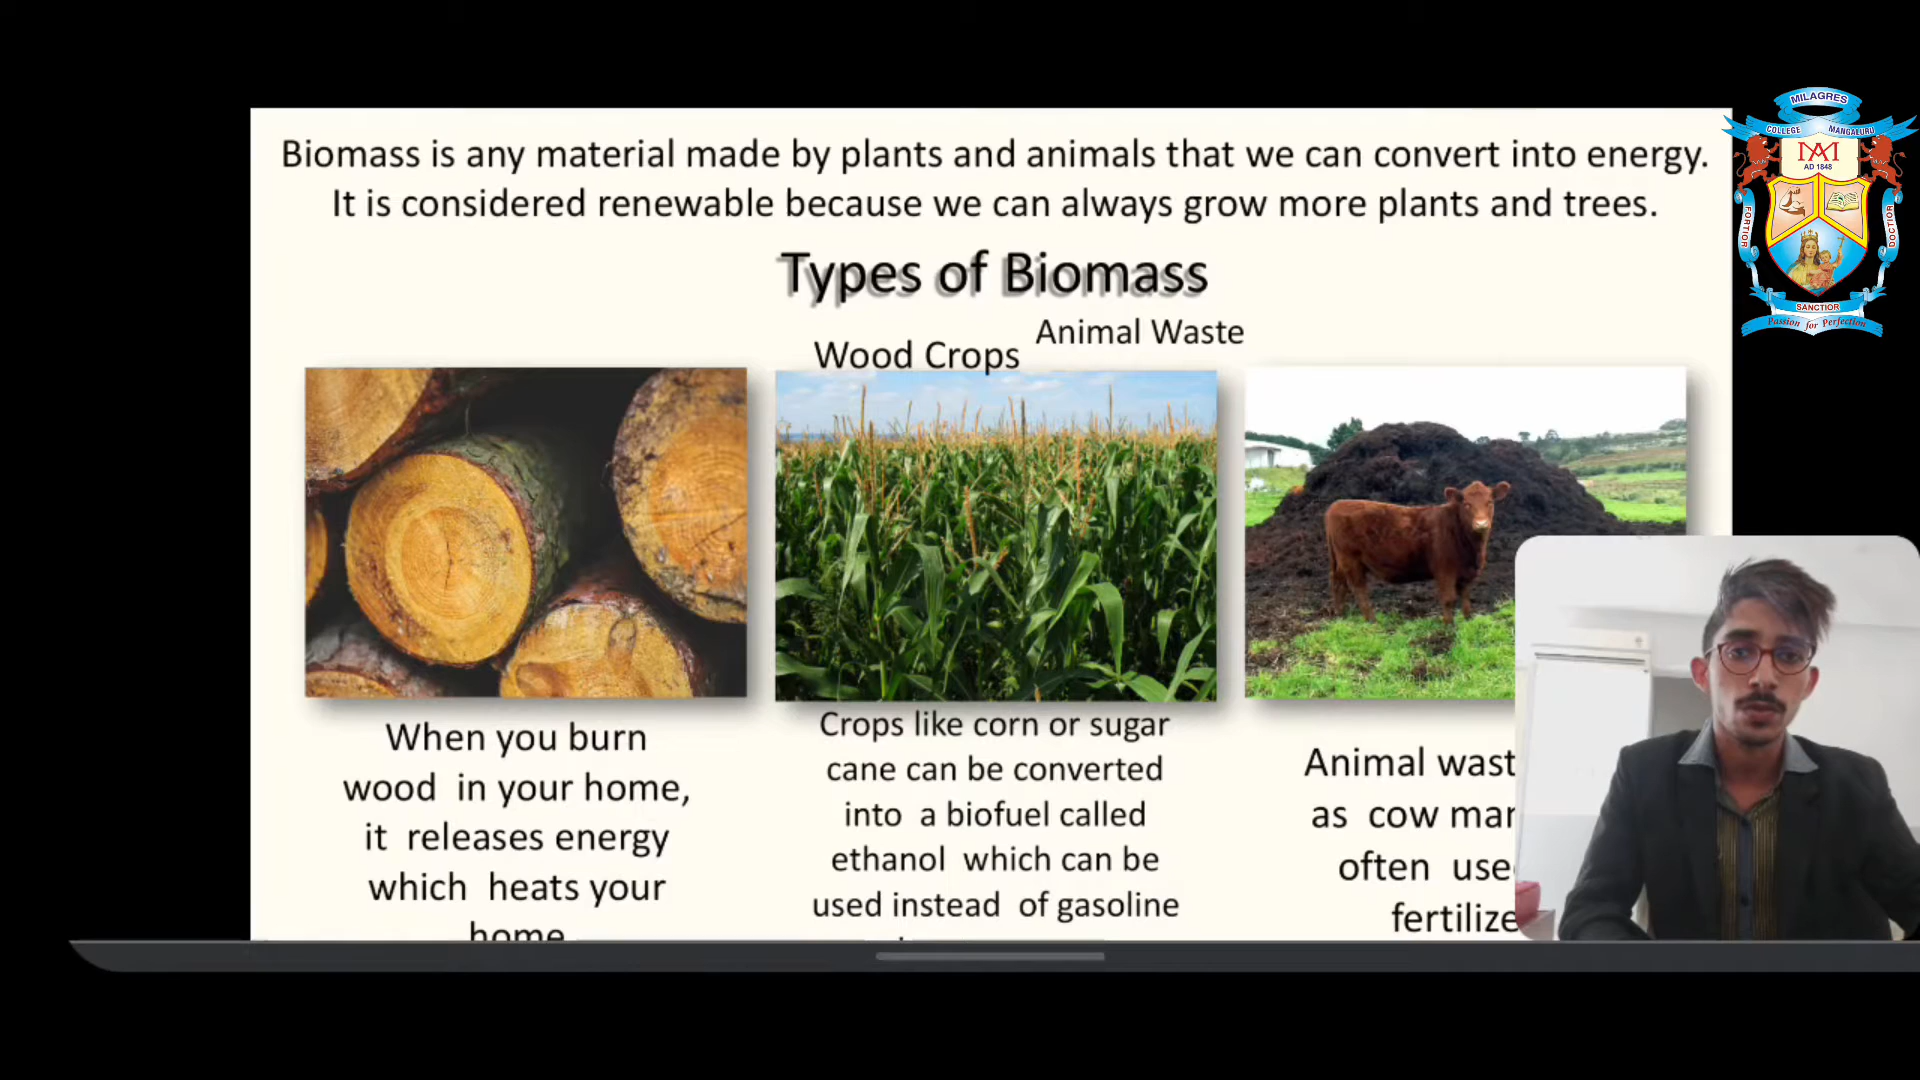 Biomass is any material made by plants and animals that we can convert into energy.
It is considered renewable because we can always grow more plants and trees.
Types of Biomass
Animal Waste
Wood Crops
When you burn
wood in your home,
it releases energy
which heats your
home
Crops like corn or sugar
cane can be converted
into a biofuel called
ethanol which can be
used instead of gasoline
Animal wast
as cow
often use
fertilize
MILAGRES
COLLEGE MANGALURU
AD 1848
FORTIOR
DOCTIOR
SANCTIOR
Passion for Perfection